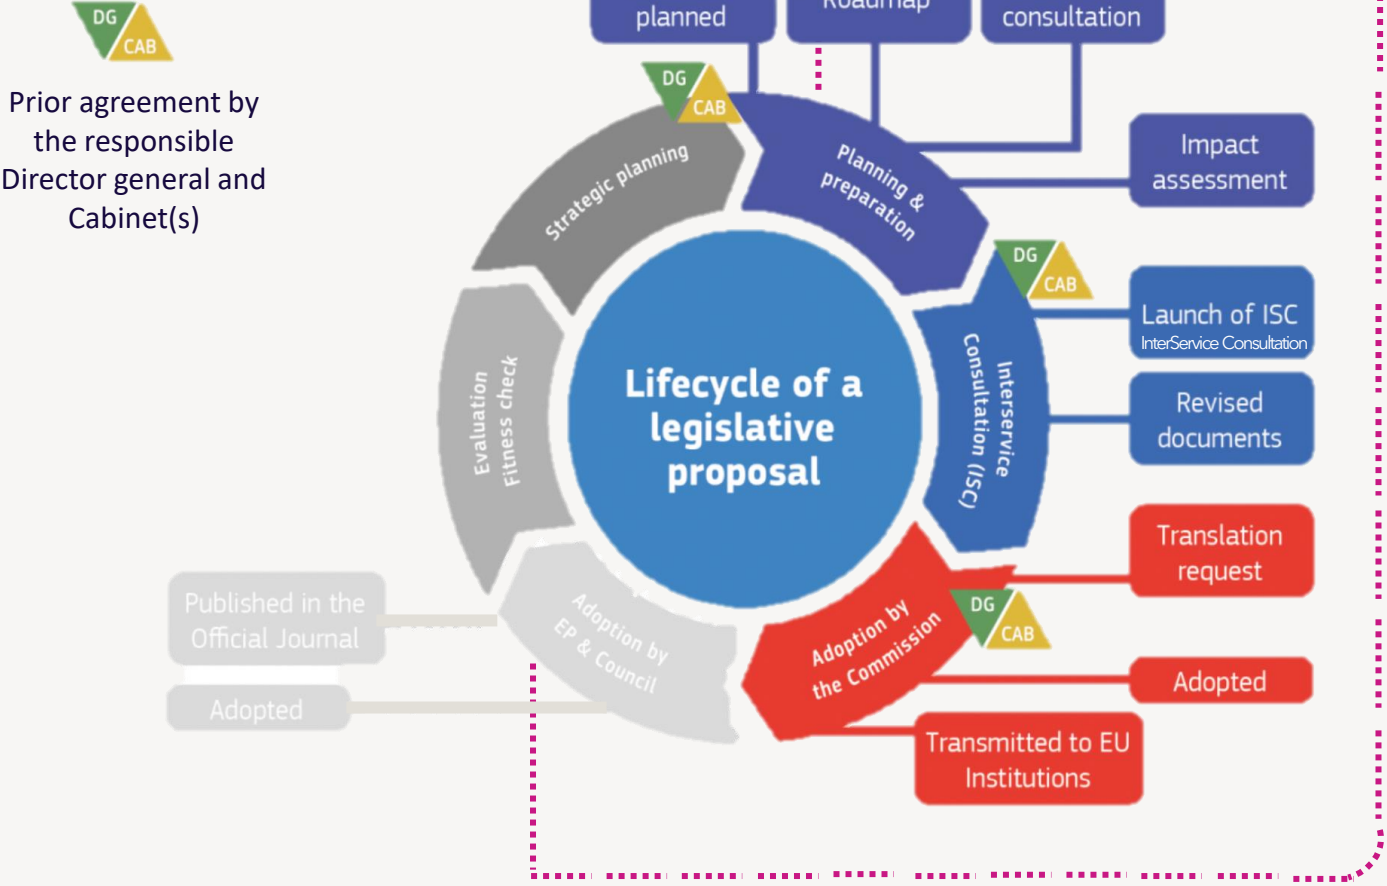 DG
CAB
Prior agreement by
the responsible
Director general and
Cabinet(s)
planned
Roadmap
consultation
DG
CAB
Strategic planning
Planning &
preparation
Impact
assessment
DG
CAB
Launch of ISC
InterService Consultation
Interservice
Consultation (ISC)
Revised
documents
Lifecycle of a
legislative
proposal
Evaluation
Fitness check
Translation
request
DG
CAB
Adoption by
the Commission
Adopted
Transmitted to EU
Institutions
Adoption by
EP & Council
Published in the
Official Journal
Adopted